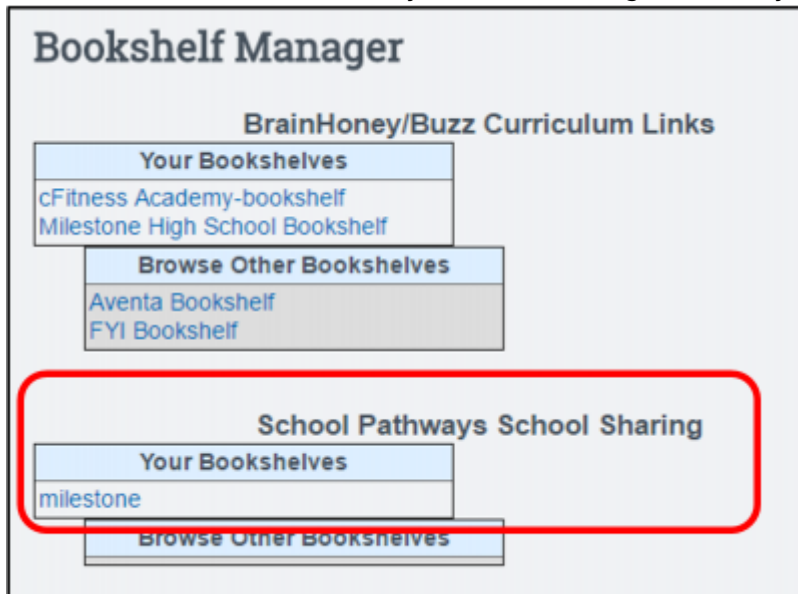 Bookshelf Manager
BrainHoney/Buzz Curriculum Links
Your Bookshelves
cFitness Academy-bookshelf
Milestone High School Bookshelf
Browse Other Bookshelves
Aventa Bookshelf
FYI Bookshelf
School Pathways School Sharing
Your Bookshelves
milestone
Browse Other Bookshelves